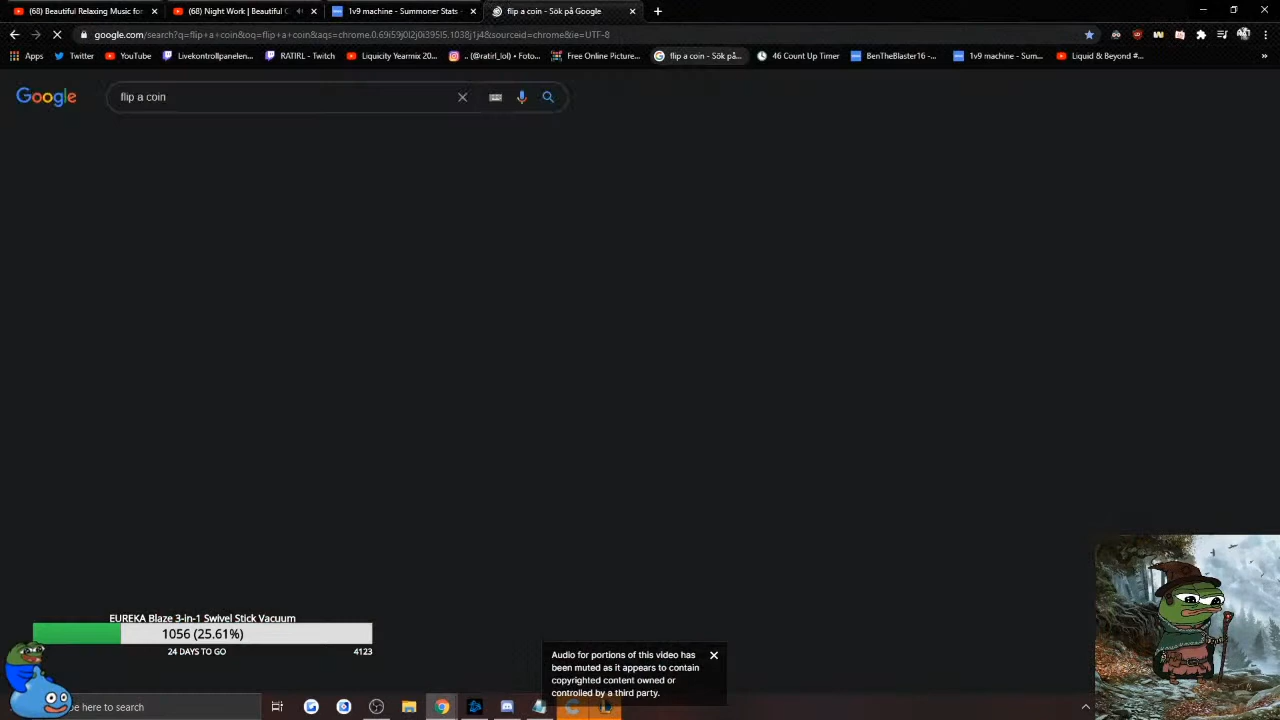 (68) Beautiful Relaxing Music for
(68) Night Work | Beautiful C
1v9 machine - Summoner Stats -
flip a coin - Sök på Google
google.com/search?q=flip+a+coin&oq=flip+a+coin&aqs=chrome.0.69i59j0l2j0i395l5.1038j1j4&sourceid=chrome&ie=UTF-8
Apps
Twitter
YouTube
Livekontrollpanelen...
RATIRL - Twitch
Liquicity Yearmix 20...
.. (@ratirl_lol) • Foto...
Free Online Picture...
flip a coin - Sök på...
46 Count Up Timer
BenTheBlaster16 -...
1v9 machine - Sum...
Liquid & Beyond #...
Google
flip a coin
EUREKA Blaze 3-in-1 Swivel Stick Vacuum
1056 (25.61%)
24 DAYS TO GO
4123
Audio for portions of this video has
been muted as it appears to contain
copyrighted content owned or
controlled by a third party.
be here to search